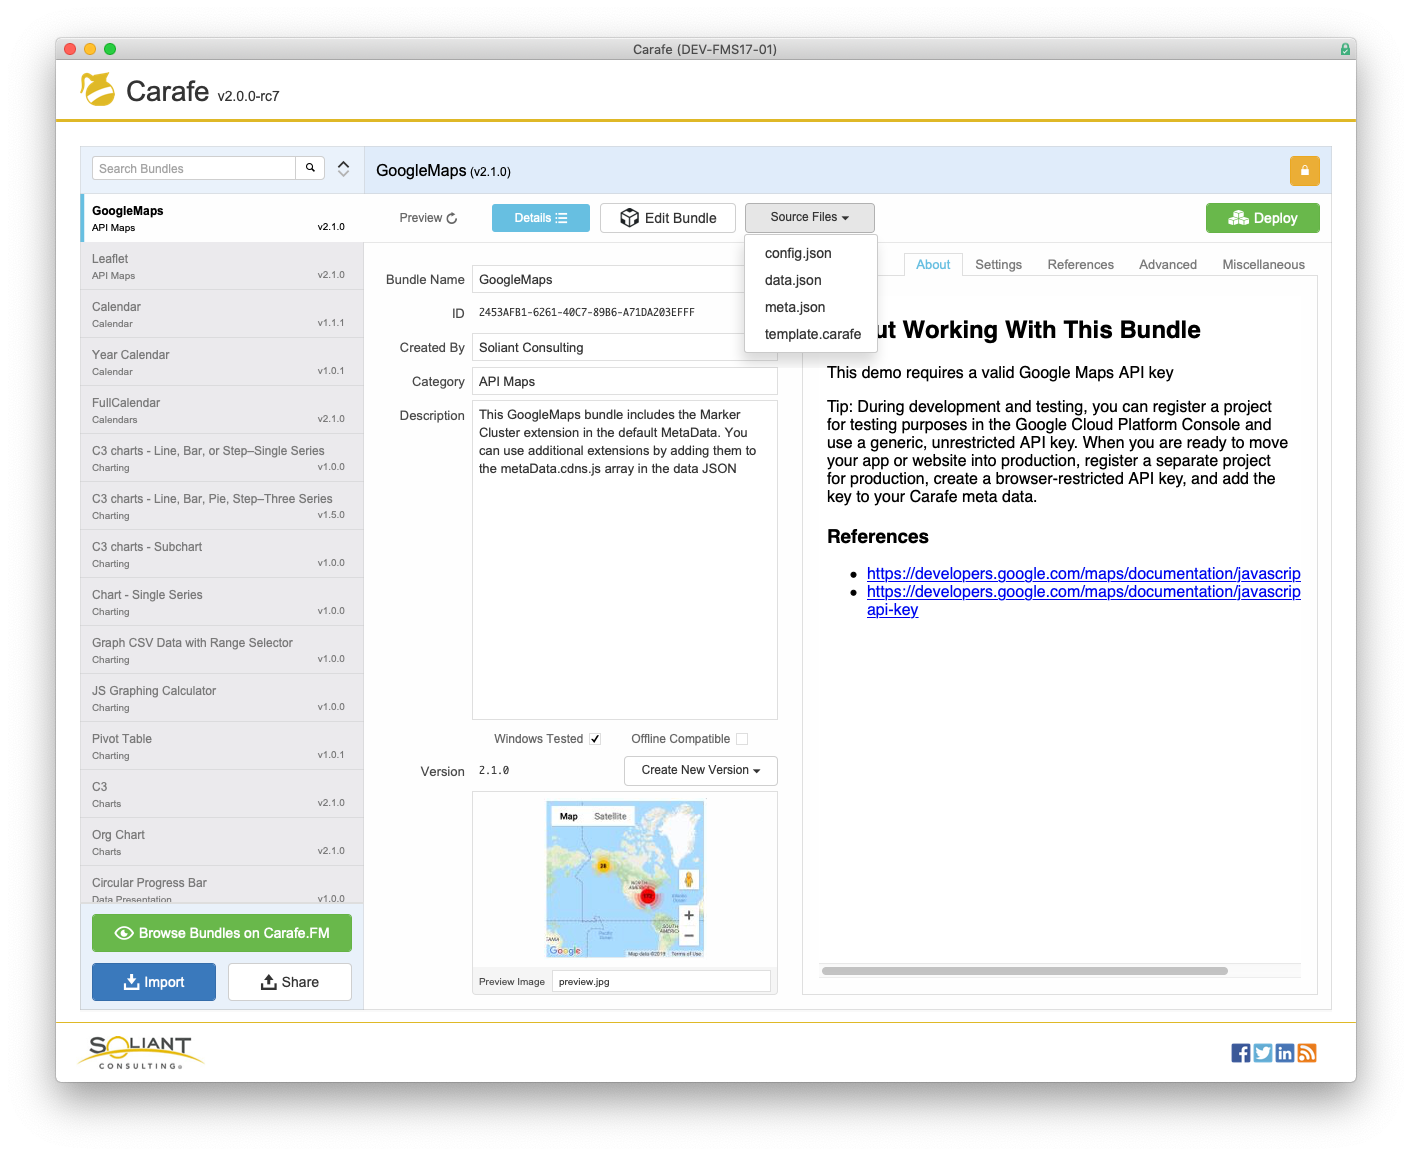 Carafe (DEV-FMS17-01)
Carafe v2.0.0-rc7
Search Bundles
GoogleMaps (v2.1.0)
GoogleMaps
API Maps v2.1.0
Leaflet
API Maps v2.1.0
Calendar
Calendar v1.1.1
Year Calendar
Calendar v1.0.1
FullCalendar
Calendars v2.1.0
C3 charts - Line, Bar, or Step–Single Series
Charting v1.0.0
C3 charts - Line, Bar, Pie, Step–Three Series
Charting v1.5.0
C3 charts - Subchart
Charting v1.0.0
Chart - Single Series
Charting v1.0.0
Graph CSV Data with Range Selector
Charting v1.0.0
JS Graphing Calculator
Charting v1.0.0
Pivot Table
Charting v1.0.1
C3
Charts v2.1.0
Org Chart
Charts v2.1.0
Circular Progress Bar
Data Presentation v1.0.0
Browse Bundles on Carafe.FM
Import Share
Preview Details Edit Bundle Source Files Deploy
config.json
data.json
meta.json
template.carafe
Bundle Name GoogleMaps
ID 2453AFB1-6261-40C7-89B6-A71DA203EFFF
Created By Soliant Consulting
Category API Maps
Description This GoogleMaps bundle includes the Marker
Cluster extension in the default MetaData. You
can use additional extensions by adding them to
the metaData.cdns.js array in the data JSON
Windows Tested Offline Compatible
Version 2.1.0 Create New Version
Map Satellite
NORTH
AMERICA
Google
Map data ©2019 Terms of Use
Preview Image preview.jpg
About Settings References Advanced Miscellaneous
ut Working With This Bundle
This demo requires a valid Google Maps API key
Tip: During development and testing, you can register a project
for testing purposes in the Google Cloud Platform Console and
use a generic, unrestricted API key. When you are ready to move
your app or website into production, register a separate project
for production, create a browser-restricted API key, and add the
key to your Carafe meta data.
References
https://developers.google.com/maps/documentation/javascrip
https://developers.google.com/maps/documentation/javascrip
api-key
SOLIANT
CONSULTING